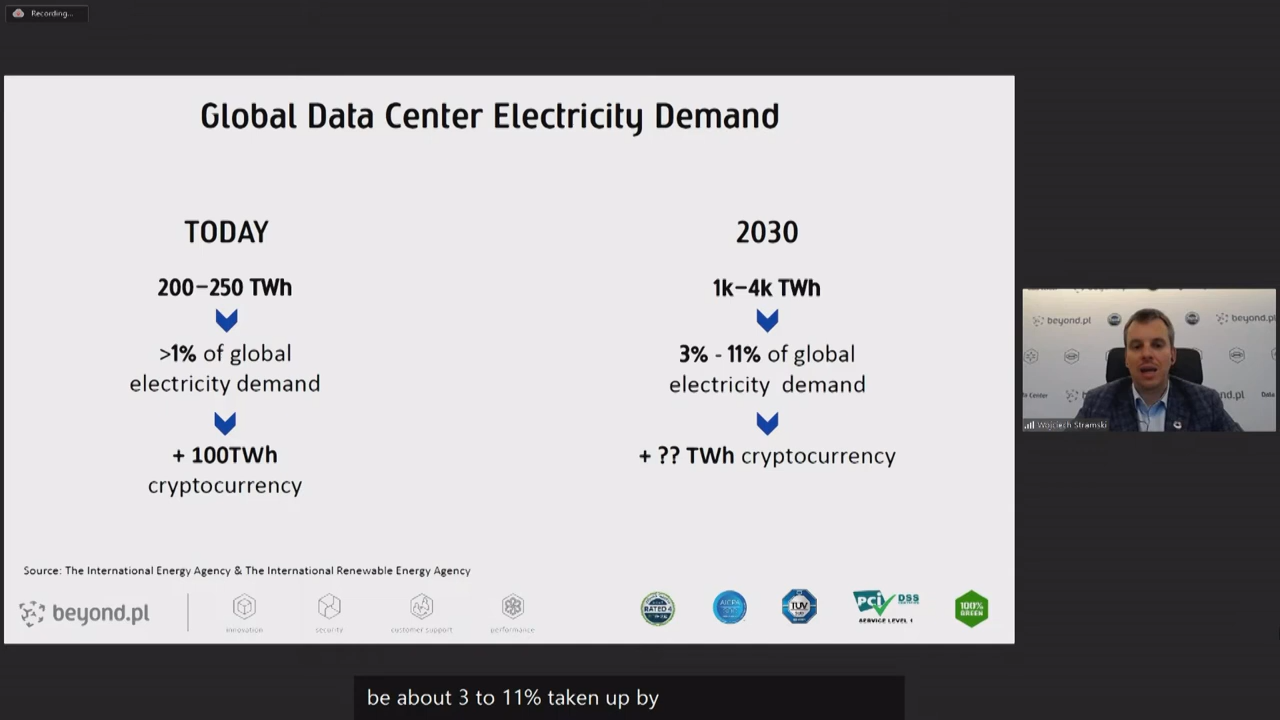 Recording...
Global Data Center Electricity Demand
TODAY
200–250 TWh
>1% of global
electricity demand
+ 100TWh
cryptocurrency
2030
1k–4k TWh
3% - 11% of global
electricity demand
+ ?? TWh cryptocurrency
Source: The International Energy Agency & The International Renewable Energy Agency
beyond.pl
innovation
security
customer support
performance
RATED 4
AICPA
SOC
TÜV
PCI DSS
SERVICE LEVEL 1
100%
GREEN
beyond.pl
beyond.pl
Wojciech Stramski
be about 3 to 11% taken up by